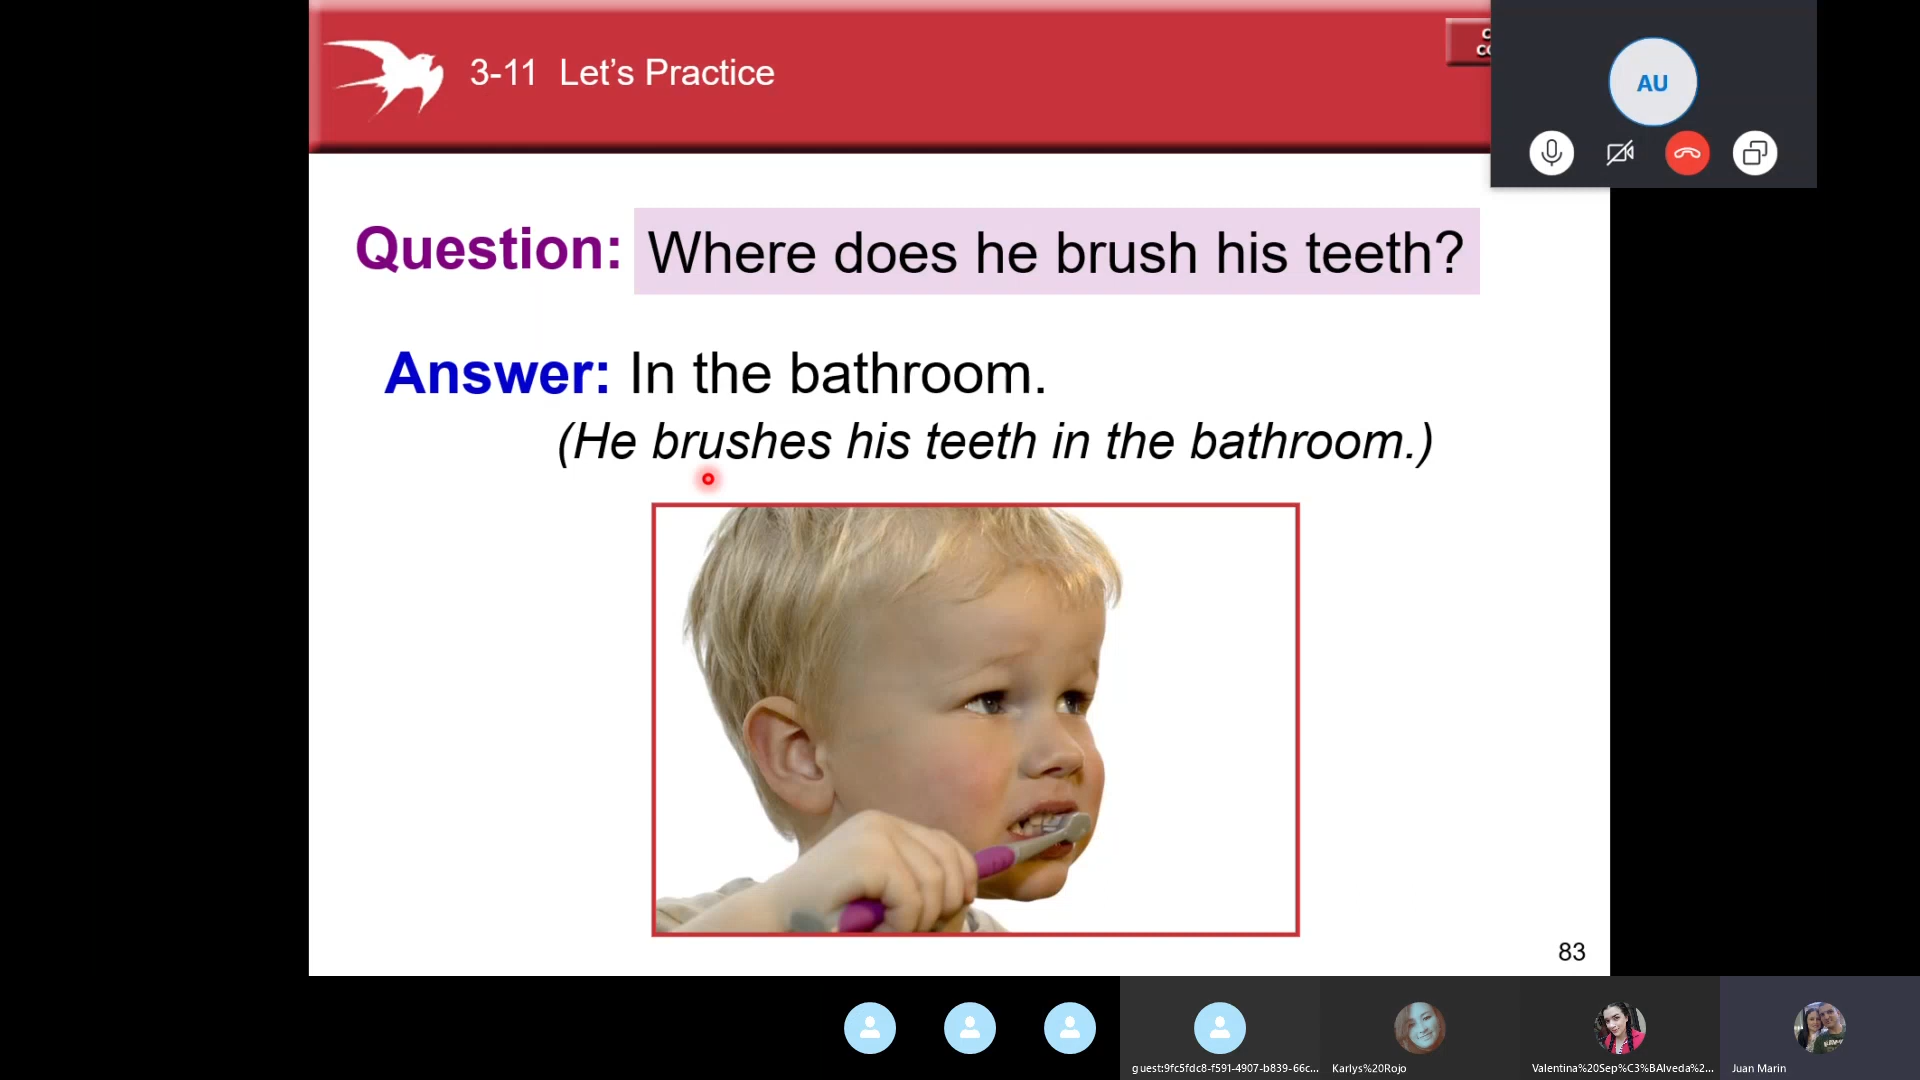 3-11 Let's Practice
AU
Question: Where does he brush his teeth?
Answer: In the bathroom.
(He brushes his teeth in the bathroom.)
83
guest:9fc5fdc8-f591-4907-b839-66c...
Karlys%20Rojo
Valentina%20Sep%C3%BAlveda%2...
Juan Marin